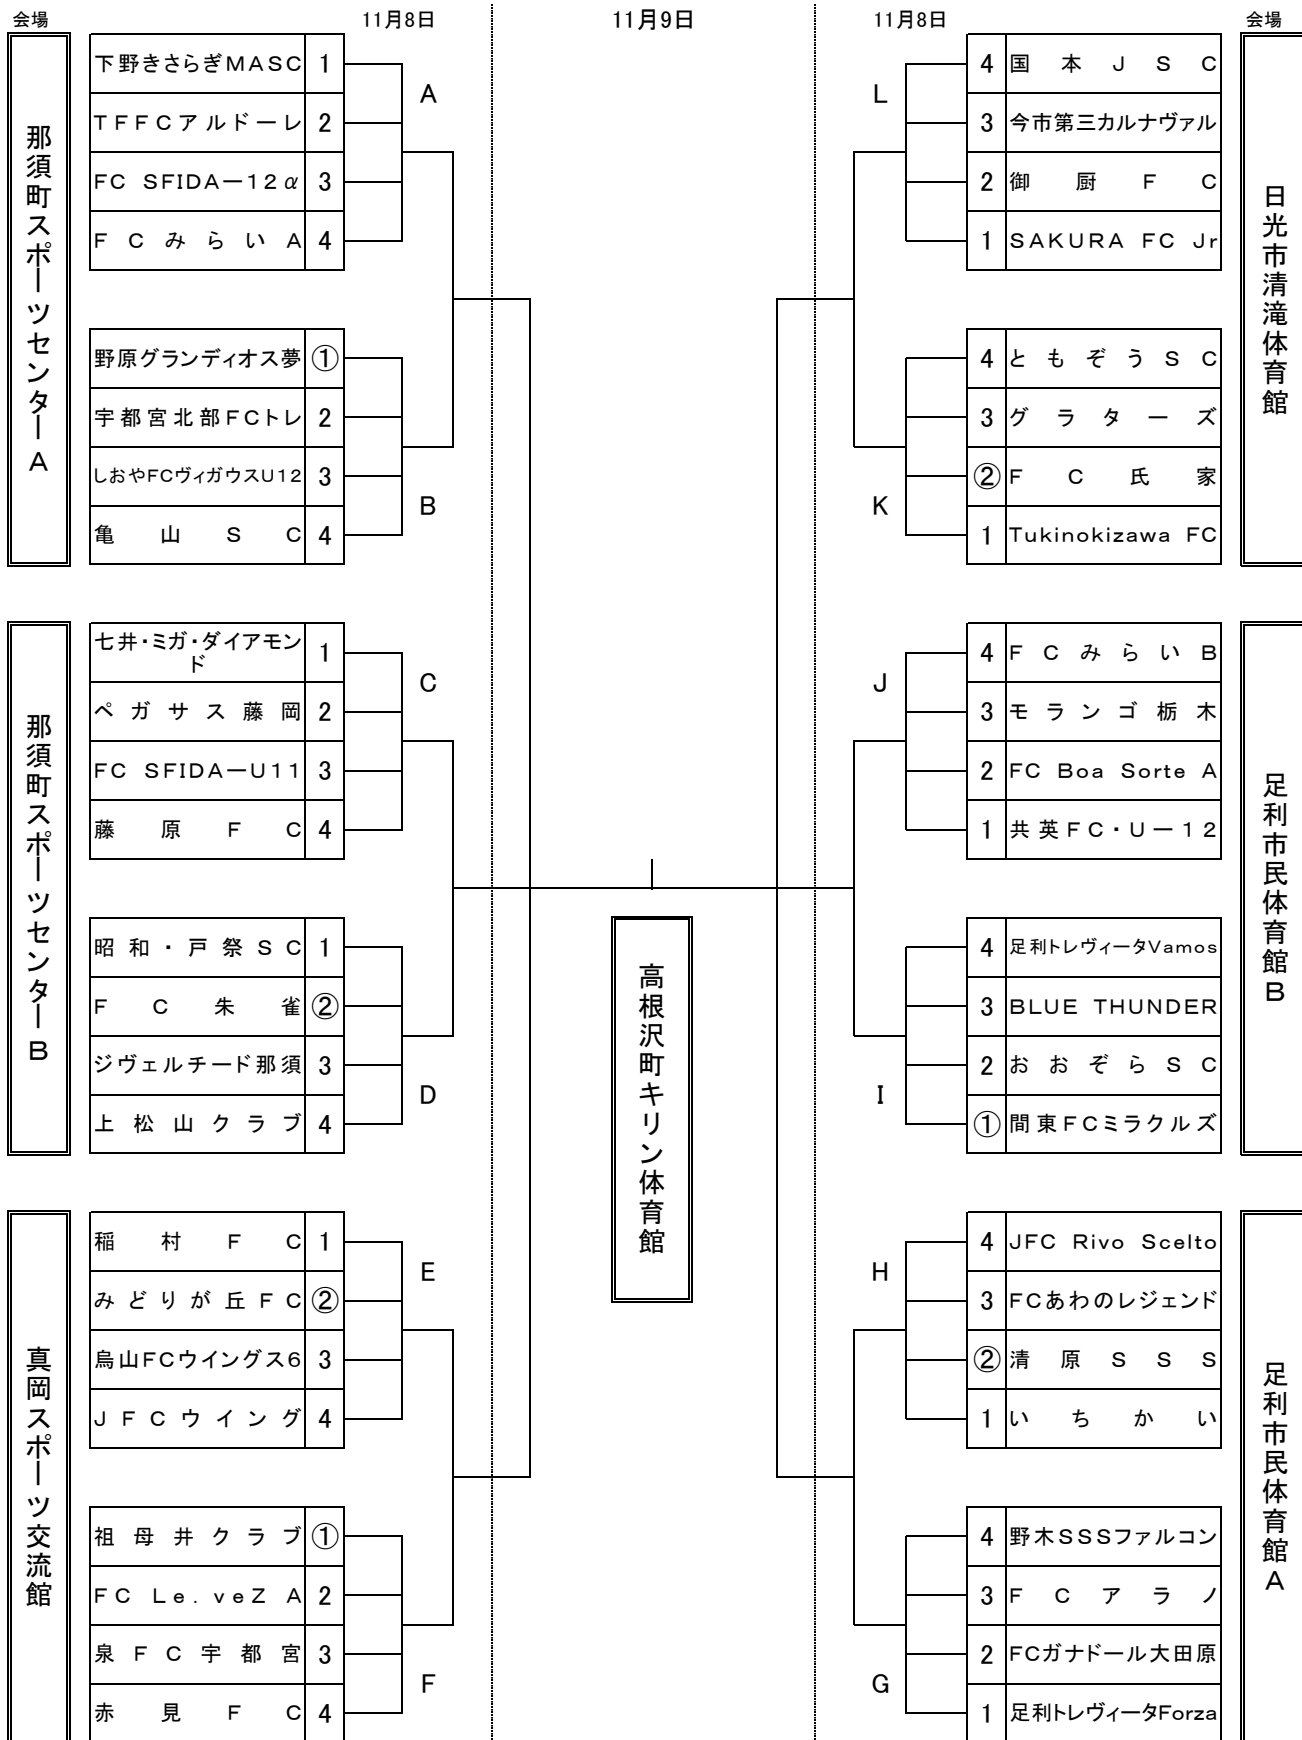 会場
11月8日
11月9日
11月8日
会場
那須町スポーツセンターA
下野きさらぎMASC 1
TFFCアルドーレ 2
FC SFIDAー12α 3
FCみらいA 4
A
野原グランディオス夢 ①
宇都宮北部FCトレ 2
しおやFCヴィガウスU12 3
亀山SC 4
B
那須町スポーツセンターB
七井・ミガ・ダイアモン
ド 1
ペガサス藤岡 2
FC SFIDAーU11 3
藤原FC 4
C
昭和・戸祭SC 1
FC朱雀 ②
ジヴェルチード那須 3
上松山クラブ 4
D
真岡スポーツ交流館
稲村FC 1
みどりが丘FC ②
烏山FCウイングス6 3
JFCウイング 4
E
祖母井クラブ ①
FC Le.veZ A 2
泉FC宇都宮 3
赤見FC 4
F
高根沢町キリン体育館
L
4 国本JSC
3 今市第三カルナヴァル
2 御厨FC
1 SAKURA FC Jr
日光市清滝体育館
K
4 ともぞうSC
3 グラターズ
② FC氏家
1 Tukinokizawa FC
J
4 FCみらいB
3 モランゴ栃木
2 FC Boa Sorte A
1 共英FC・Uー12
足利市民体育館B
I
4 足利トレヴィータVamos
3 BLUE THUNDER
2 おおぞらSC
① 間東FCミラクルズ
H
4 JFC Rivo Scelto
3 FCあわのレジェンド
② 清原SSS
1 いちかい
足利市民体育館A
G
4 野木SSSファルコン
3 FCアラノ
2 FCガナドール大田原
1 足利トレヴィータForza